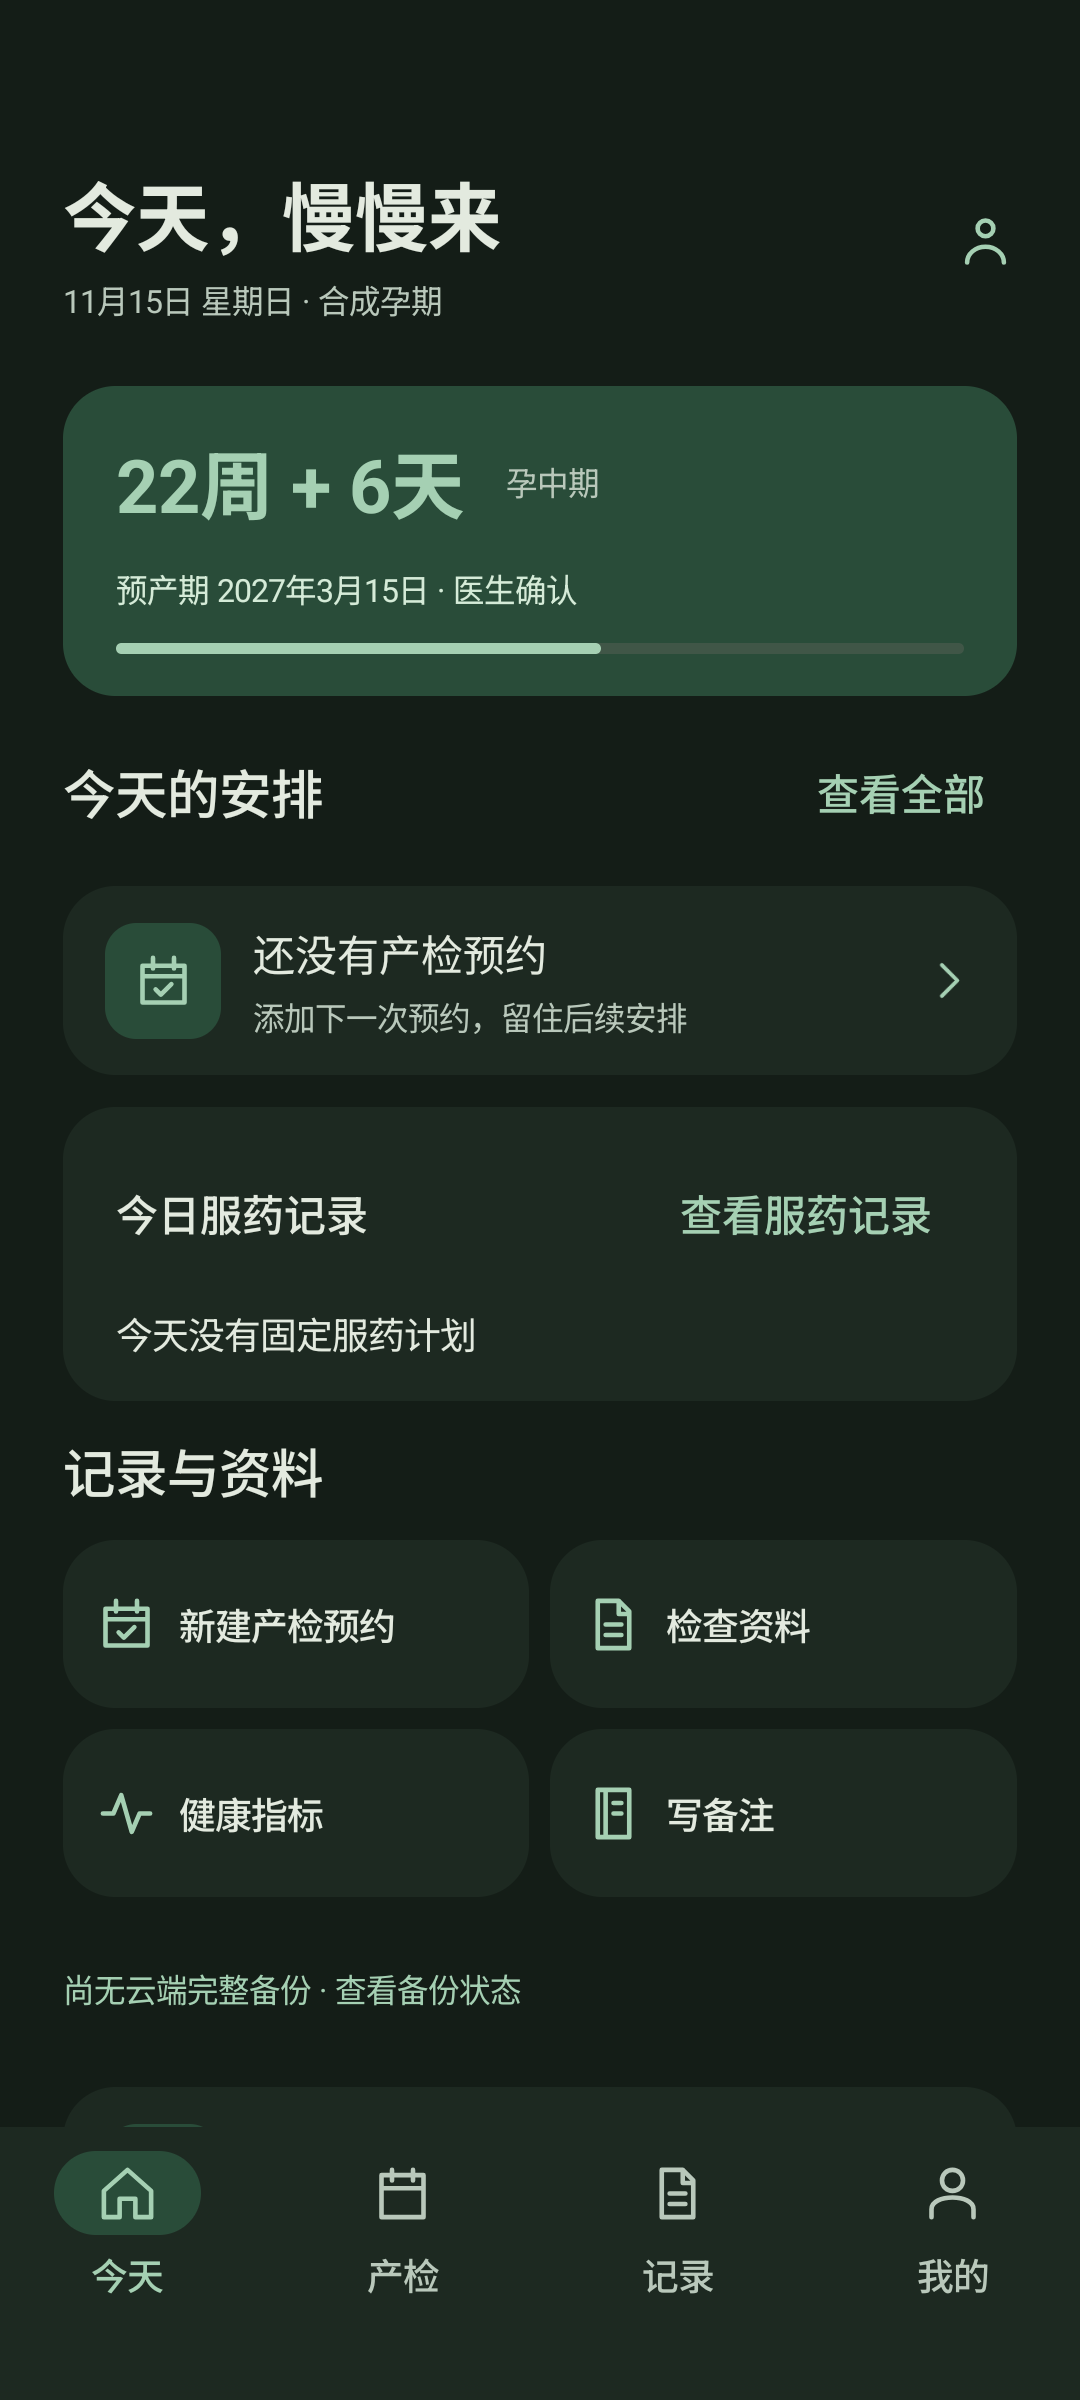 今天，慢慢来
11月15日 星期日 · 合成孕期
22周 + 6天 孕中期
预产期 2027年3月15日 · 医生确认
今天的安排 查看全部
还没有产检预约
添加下一次预约，留住后续安排
今日服药记录 查看服药记录
今天没有固定服药计划
记录与资料
新建产检预约 检查资料
健康指标 写备注
尚无云端完整备份 · 查看备份状态
今天 产检 记录 我的